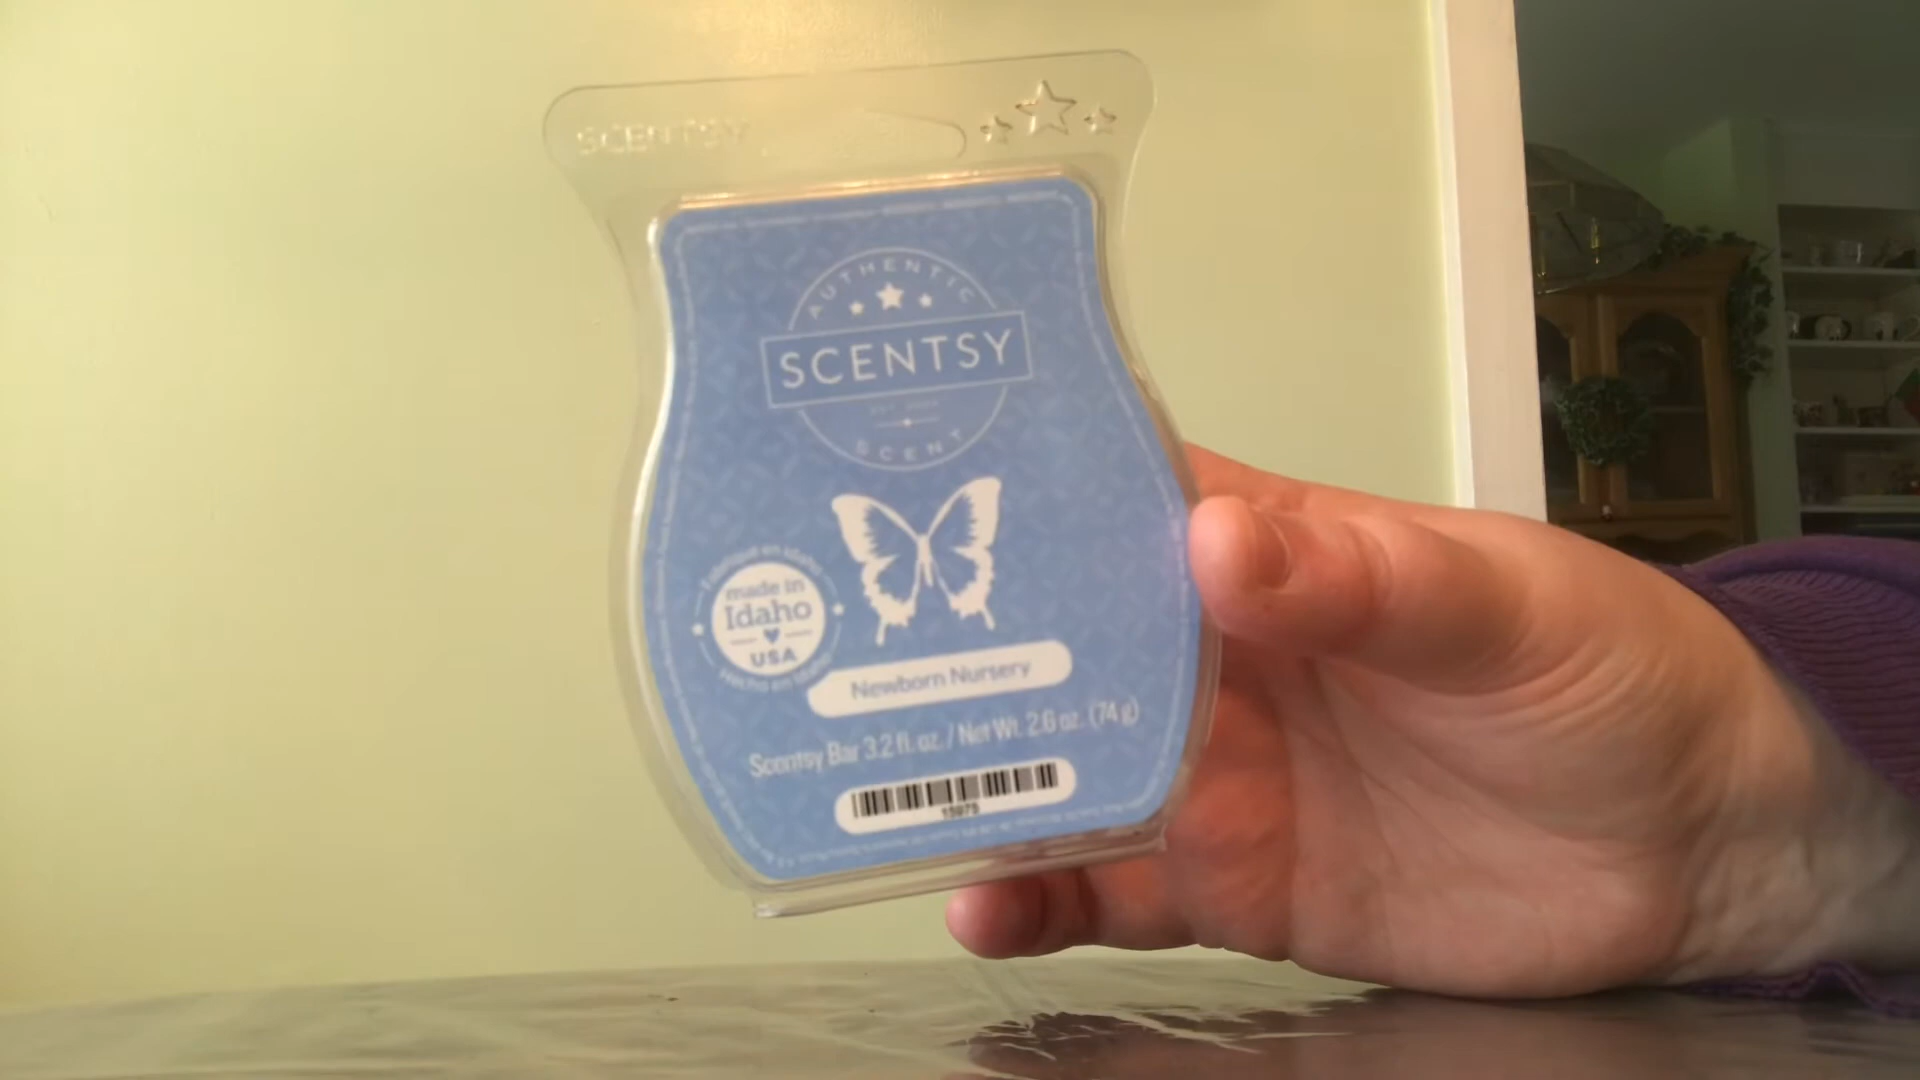 SCENTSY
AUTHENTIC
SCENTSY
SCENT
made in
Idaho
USA
Newborn Nursery
Scentsy Bar 3.2 fl. oz. / Net Wt. 2.6 oz. (74 g)